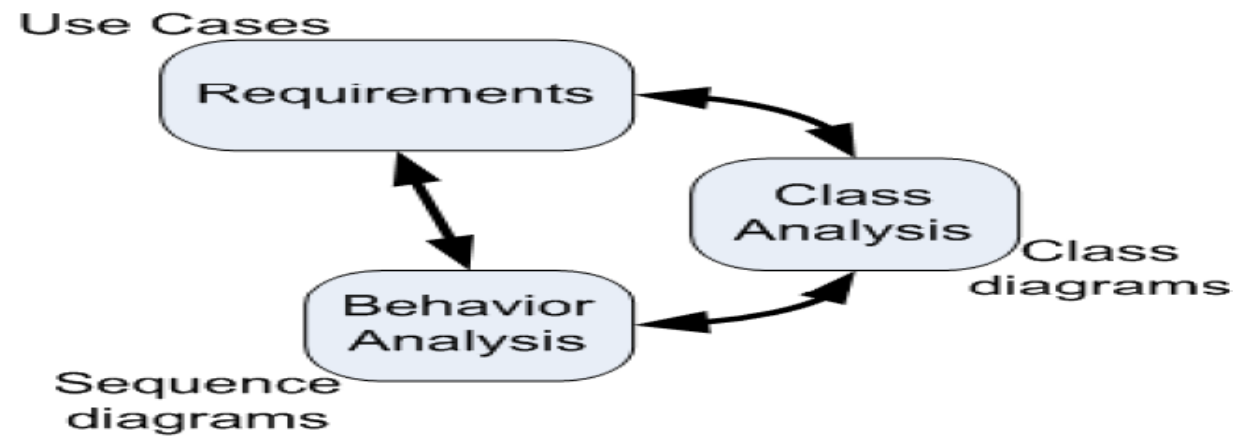 Use Cases
Requirements
Class
Analysis
Class
diagrams
Behavior
Analysis
Sequence
diagrams